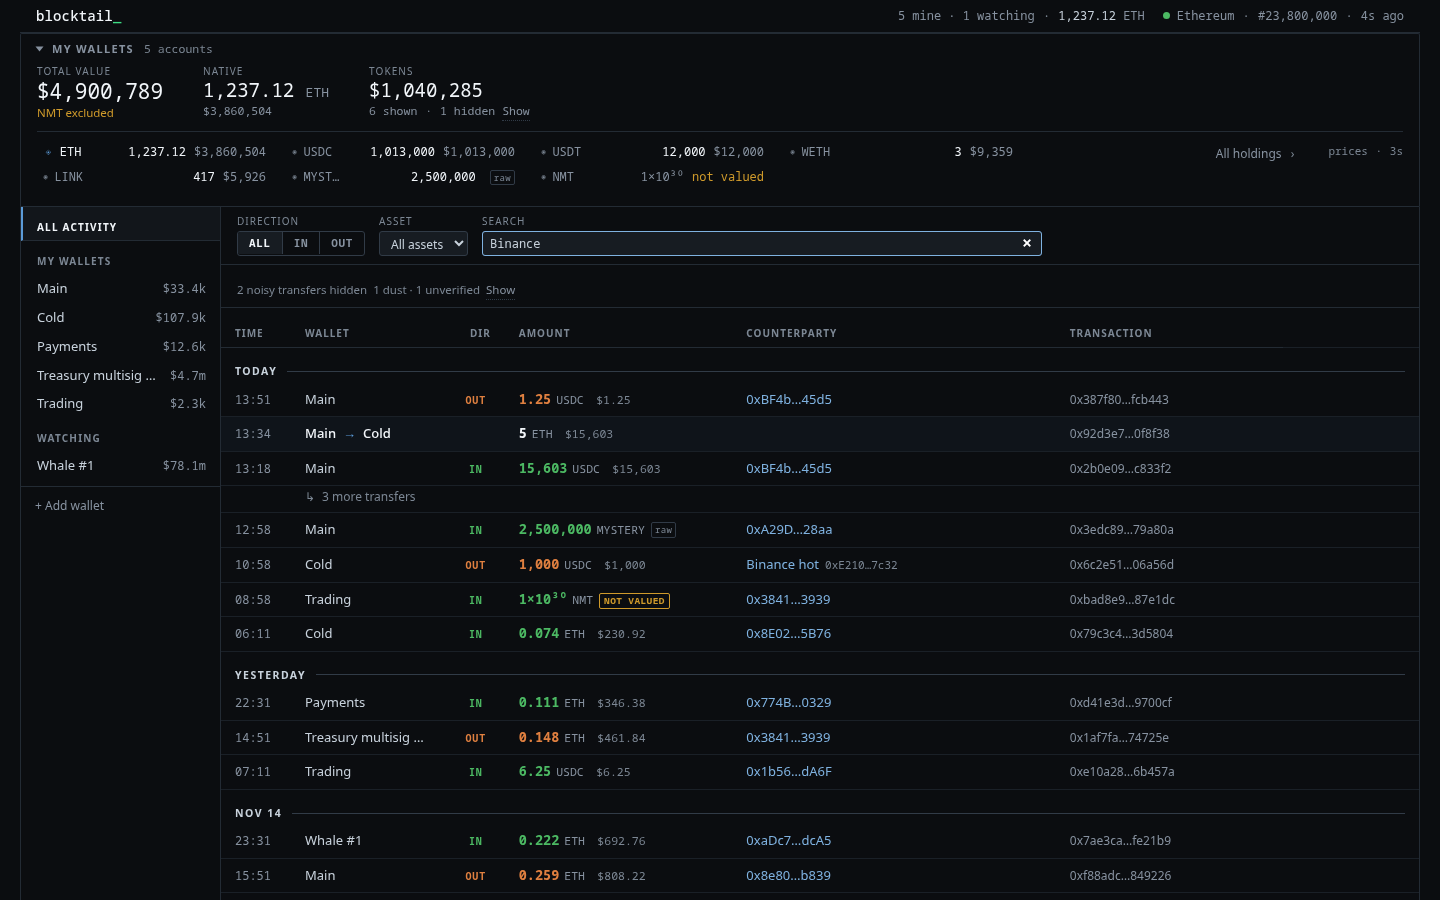 blocktail_ 5 mine · 1 watching · 1,237.12 ETH Ethereum · #23,800,000 · 4s ago
MY WALLETS 5 accounts
TOTAL VALUE NATIVE TOKENS
$4,900,789 1,237.12 ETH $1,040,285
NMT excluded $3,860,504 6 shown · 1 hidden Show
ETH 1,237.12 $3,860,504 USDC 1,013,000 $1,013,000 USDT 12,000 $12,000 WETH 3 $9,359 All holdings › prices · 3s
LINK 417 $5,926 MYST… 2,500,000 raw NMT 1×10³⁰ not valued
ALL ACTIVITY
MY WALLETS
Main $33.4k
Cold $107.9k
Payments $12.6k
Treasury multisig … $4.7m
Trading $2.3k
WATCHING
Whale #1 $78.1m
+ Add wallet
DIRECTION ASSET SEARCH
ALL IN OUT All assets Binance ×
2 noisy transfers hidden 1 dust · 1 unverified Show
TIME WALLET DIR AMOUNT COUNTERPARTY TRANSACTION
TODAY
13:51 Main OUT 1.25 USDC $1.25 0xBF4b…45d5 0x387f80…fcb443
13:34 Main → Cold 5 ETH $15,603 0x92d3e7…0f8f38
13:18 Main IN 15,603 USDC $15,603 0xBF4b…45d5 0x2b0e09…c833f2
↳ 3 more transfers
12:58 Main IN 2,500,000 MYSTERY raw 0xA29D…28aa 0x3edc89…79a80a
10:58 Cold OUT 1,000 USDC $1,000 Binance hot 0xE210…7c32 0x6c2e51…06a56d
08:58 Trading IN 1×10³⁰ NMT NOT VALUED 0x3841…3939 0xbad8e9…87e1dc
06:11 Cold IN 0.074 ETH $230.92 0x8E02…5B76 0x79c3c4…3d5804
YESTERDAY
22:31 Payments IN 0.111 ETH $346.38 0x774B…0329 0xd41e3d…9700cf
14:51 Treasury multisig … OUT 0.148 ETH $461.84 0x3841…3939 0x1af7fa…74725e
07:11 Trading IN 6.25 USDC $6.25 0x1b56…dA6F 0xe10a28…6b457a
NOV 14
23:31 Whale #1 IN 0.222 ETH $692.76 0xaDc7…dcA5 0x7ae3ca…fe21b9
15:51 Main OUT 0.259 ETH $808.22 0x8e80…b839 0xf88adc…849226